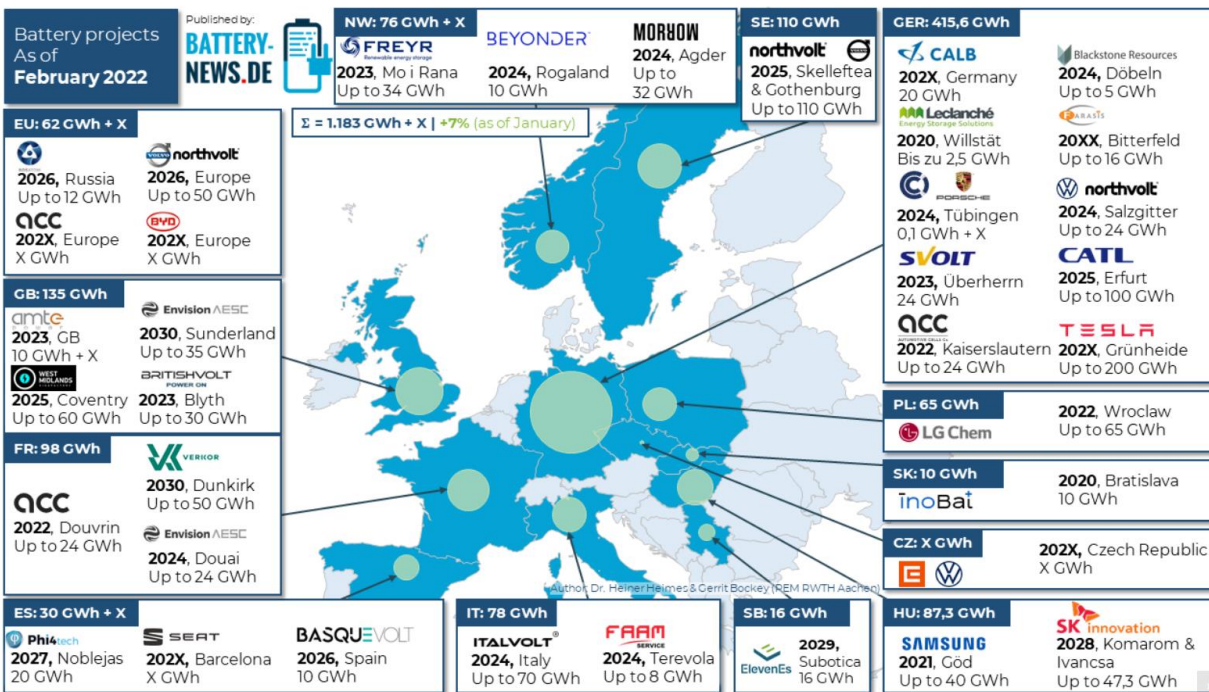 Battery projects
As of
February 2022
Published by:
BATTERY-
NEWS.DE
NW: 76 GWh + X
FREYR
Renewable energy storage
2023, Mo i Rana
Up to 34 GWh
BEYONDER
2024, Rogaland
10 GWh
MORROW
2024, Agder
Up to
32 GWh
SE: 110 GWh
northvolt
VOLVO
2025, Skelleftea
& Gothenburg
Up to 110 GWh
GER: 415,6 GWh
CALB
202X, Germany
20 GWh
Blackstone Resources
2024, Döbeln
Up to 5 GWh
Leclanché
Energy Storage Solutions
2020, Willstät
Bis zu 2,5 GWh
FARASIS
20XX, Bitterfeld
Up to 16 GWh
PORSCHE
2024, Tübingen
0,1 GWh + X
northvolt
2024, Salzgitter
Up to 24 GWh
SVOLT
2023, Überherrn
24 GWh
CATL
2025, Erfurt
Up to 100 GWh
acc
AUTOMOTIVE CELLS Co
2022, Kaiserslautern
Up to 24 GWh
TESLA
202X, Grünheide
Up to 200 GWh
Σ = 1.183 GWh + X | +7% (as of January)
EU: 62 GWh + X
2026, Russia
Up to 12 GWh
VOLVO northvolt
2026, Europe
Up to 50 GWh
acc
202X, Europe
X GWh
BYD
202X, Europe
X GWh
GB: 135 GWh
amte
POWER
2023, GB
10 GWh + X
Envision AESC
2030, Sunderland
Up to 35 GWh
WEST
MIDLANDS
GIGAFACTORY
2025, Coventry
Up to 60 GWh
BRITISHVOLT
POWER ON
2023, Blyth
Up to 30 GWh
FR: 98 GWh
VERKOR
2030, Dunkirk
Up to 50 GWh
acc
2022, Douvrin
Up to 24 GWh
Envision AESC
2024, Douai
Up to 24 GWh
PL: 65 GWh
LG Chem
2022, Wroclaw
Up to 65 GWh
SK: 10 GWh
inoBat
2020, Bratislava
10 GWh
CZ: X GWh
202X, Czech Republic
X GWh
Author: Dr. Heiner Heimes & Gerrit Bockey (PEM RWTH Aachen)
ES: 30 GWh + X
Phi4tech
2027, Noblejas
20 GWh
SEAT
202X, Barcelona
X GWh
BASQUEVOLT
2026, Spain
10 GWh
IT: 78 GWh
ITALVOLT®
2024, Italy
Up to 70 GWh
FAAM
SERVICE
2024, Terevola
Up to 8 GWh
SB: 16 GWh
ElevenEs
2029,
Subotica
16 GWh
HU: 87,3 GWh
SAMSUNG
2021, Göd
Up to 40 GWh
SK innovation
2028, Komarom &
Ivancsa
Up to 47,3 GWh